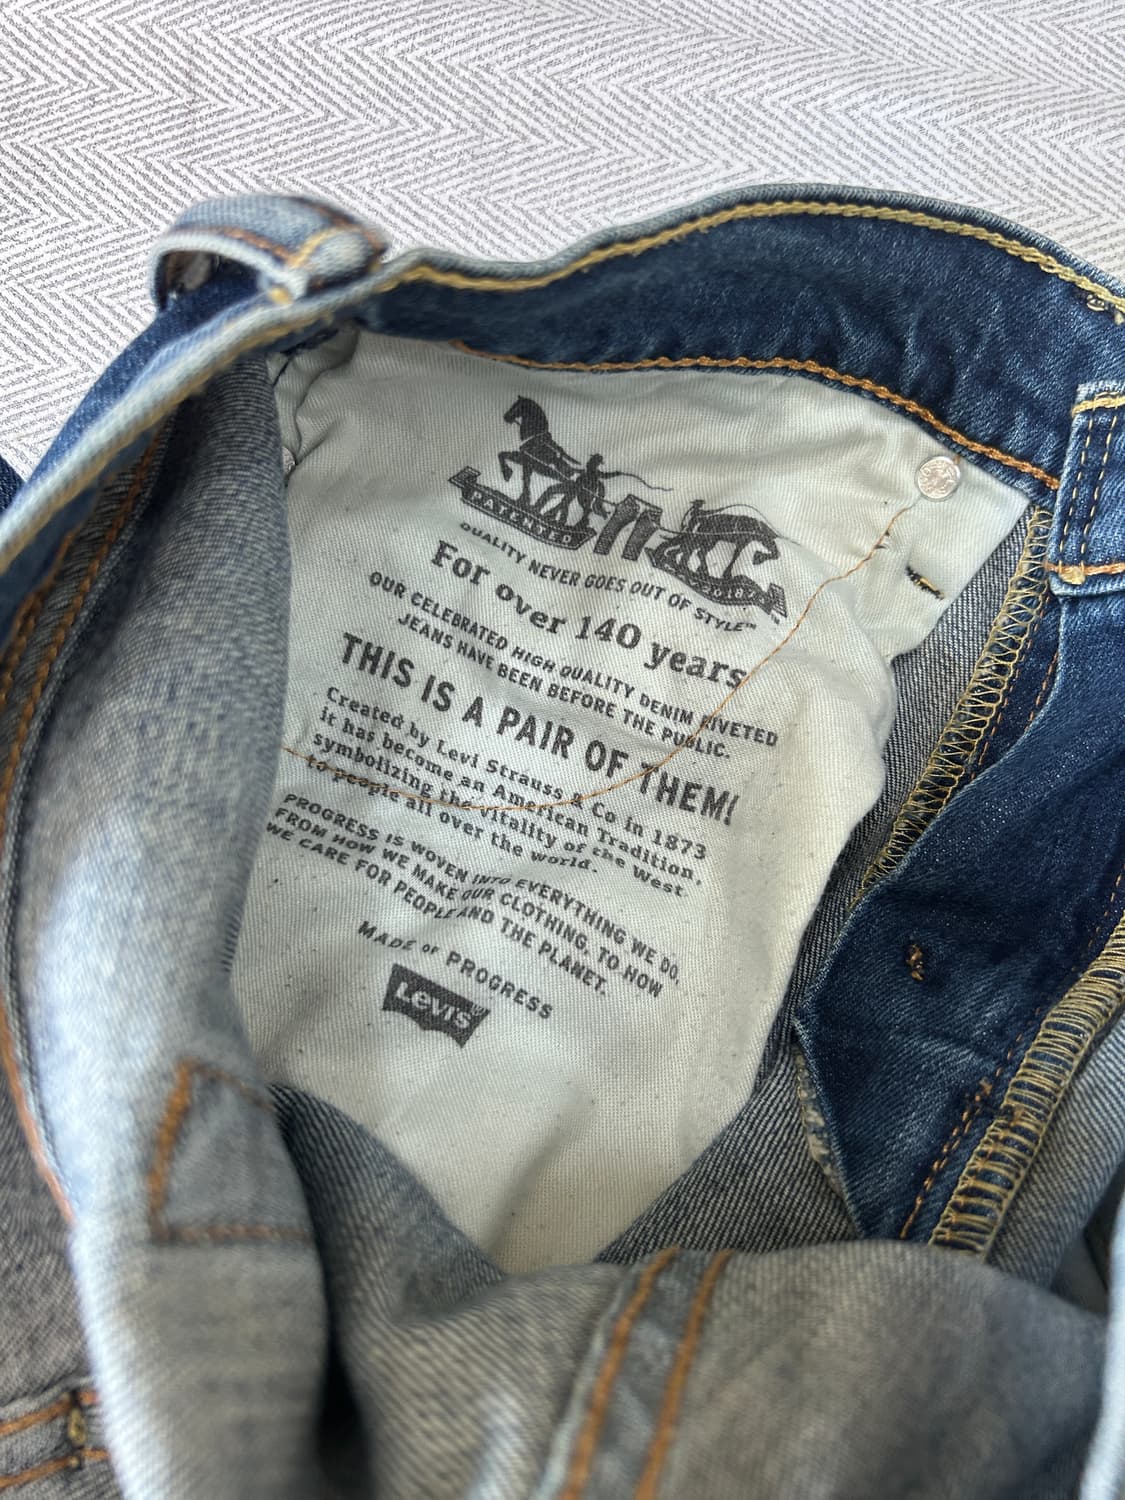 PATENTED
D 187
QUALITY NEVER GOES OUT OF STYLE™
For over 140 years
OUR CELEBRATED HIGH QUALITY DENIM RIVETED
JEANS HAVE BEEN BEFORE THE PUBLIC.
THIS IS A PAIR OF THEM!
Created by Levi Strauss & Co in 1873
it has become an American Tradition,
symbolizing the vitality of the West
to people all over the world.
PROGRESS IS WOVEN INTO EVERYTHING WE DO,
FROM HOW WE MAKE OUR CLOTHING, TO HOW
WE CARE FOR PEOPLE AND THE PLANET.
MADE OF PROGRESS
LEVI'S